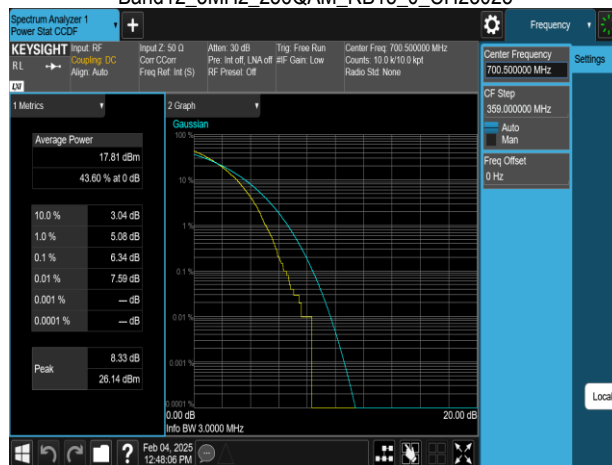 Spectrum Analyzer 1
Power Stat CCDF
Frequency
KEYSIGHT
RL
Input: RF
Coupling: DC
Align: Auto
Input Z: 50 Ω
Corr CCorr
Freq Ref: Int (S)
Atten: 30 dB
Pre: Int off, LNA off
RF Presel: Off
Trig: Free Run
#IF Gain: Low
Center Freq: 700.500000 MHz
Counts: 10.0 k/10.0 kpt
Radio Std: None
LXI
1 Metrics
Average Power
17.81 dBm
43.60 % at 0 dB
10.0 % 3.04 dB
1.0 % 5.08 dB
0.1 % 6.34 dB
0.01 % 7.59 dB
0.001 % --- dB
0.0001 % --- dB
Peak
8.33 dB
26.14 dBm
2 Graph
Gaussian
100 %
10 %
1 %
0.1 %
0.01 %
0.001 %
0.0001 %
0.00 dB
20.00 dB
Info BW 3.0000 MHz
Center Frequency
700.500000 MHz
Settings
CF Step
359.000000 MHz
Auto
Man
Freq Offset
0 Hz
Local
?
Feb 04, 2025
12:48:06 PM